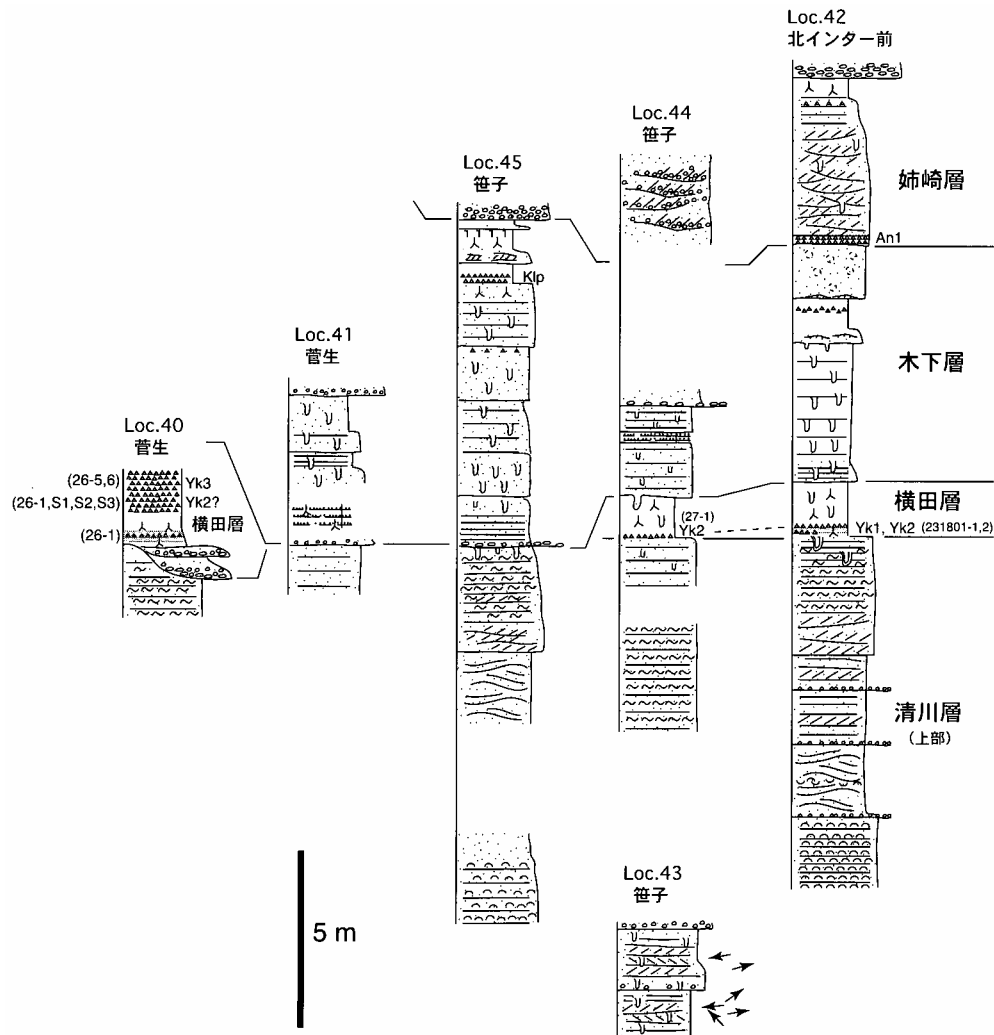 Loc.42
北インター前
Loc.44
笹子
Loc.45
笹子
姉崎層
An1
Klp
Loc.41
菅生
木下層
Loc.40
菅生
(26-5,6)
Yk3
(26-1,S1,S2,S3)
Yk2?
横田層
(26-1)
横田層
(27-1)
Yk2
Yk1, Yk2 (231801-1,2)
清川層
(上部)
Loc.43
笹子
5 m